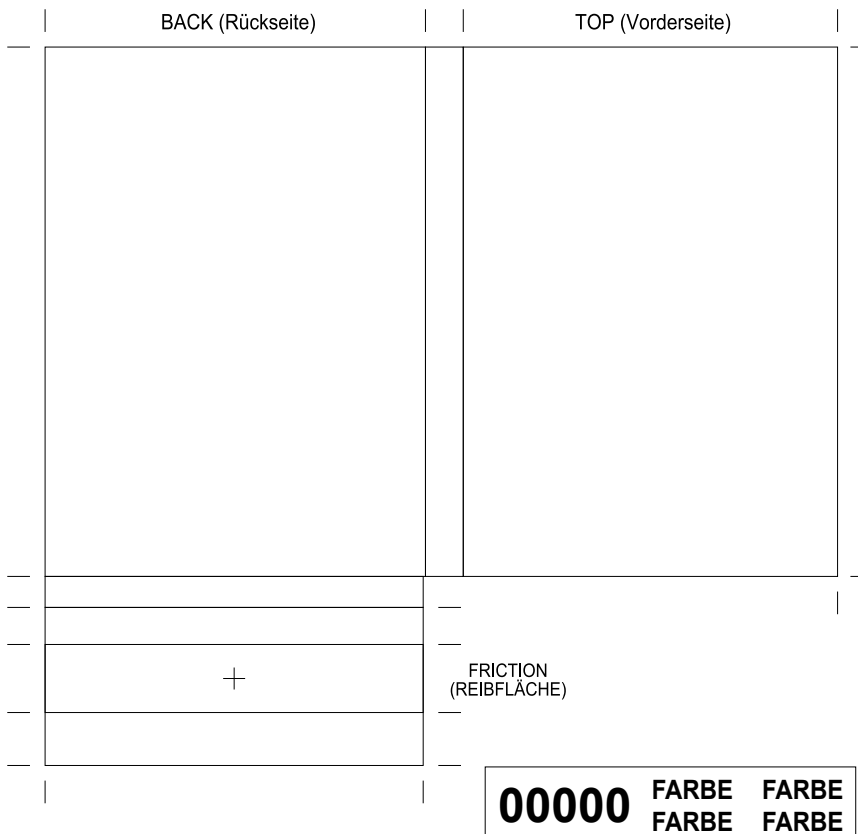 BACK (Rückseite)
TOP (Vorderseite)
FRICTION
(REIBFLÄCHE)
00000
FARBE FARBE
FARBE FARBE